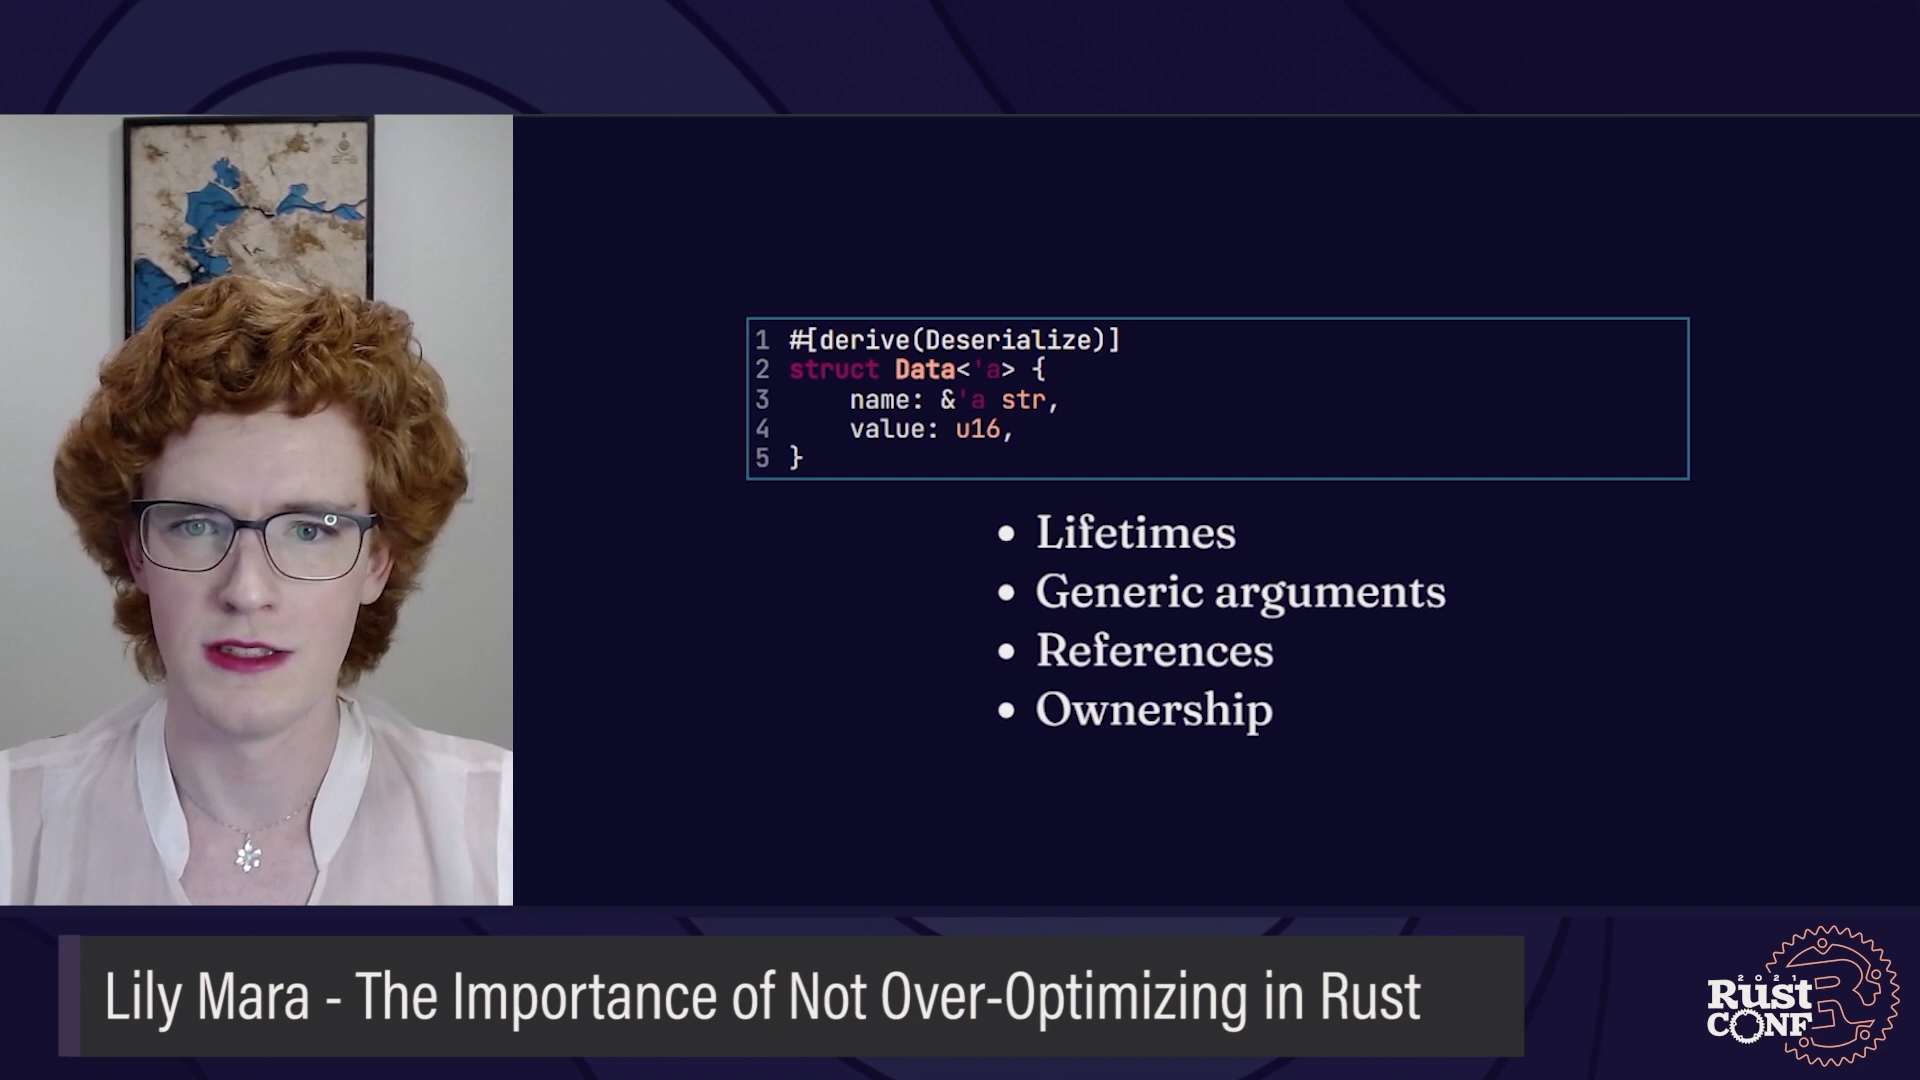 1 #[derive(Deserialize)]
2 struct Data<'a> {
3     name: &'a str,
4     value: u16,
5 }
• Lifetimes
• Generic arguments
• References
• Ownership
Lily Mara - The Importance of Not Over-Optimizing in Rust
2021
Rust
CONF
R